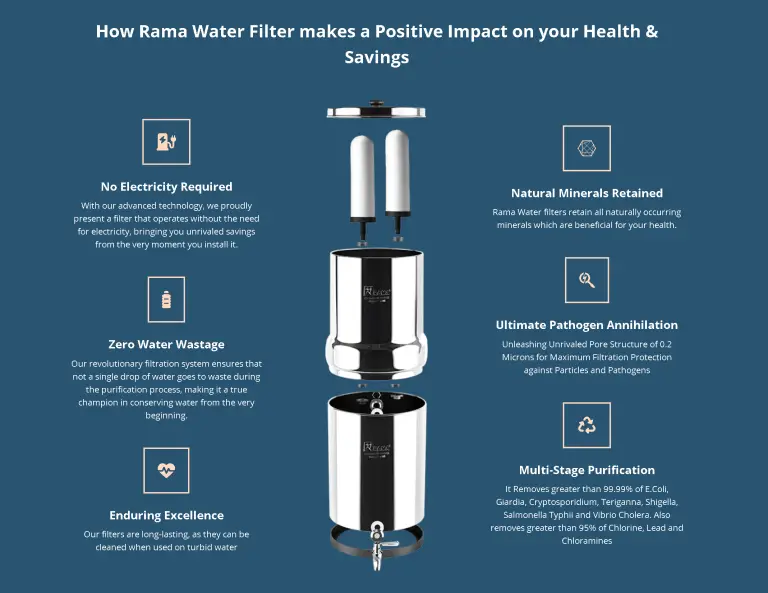 How Rama Water Filter makes a Positive Impact on your Health &
Savings
No Electricity Required
With our advanced technology, we proudly
present a filter that operates without the need
for electricity, bringing you unrivaled savings
from the very moment you install it.
Zero Water Wastage
Our revolutionary filtration system ensures that
not a single drop of water goes to waste during
the purification process, making it a true
champion in conserving water from the very
beginning.
Enduring Excellence
Our filters are long-lasting, as they can be
cleaned when used on turbid water
Natural Minerals Retained
Rama Water filters retain all naturally occurring
minerals which are beneficial for your health.
Ultimate Pathogen Annihilation
Unleashing Unrivaled Pore Structure of 0.2
Microns for Maximum Filtration Protection
against Particles and Pathogens
Multi-Stage Purification
It Removes greater than 99.99% of E.Coli,
Giardia, Cryptosporidium, Teriganna, Shigella,
Salmonella Typhii and Vibrio Cholera. Also
removes greater than 95% of Chlorine, Lead and
Chloramines